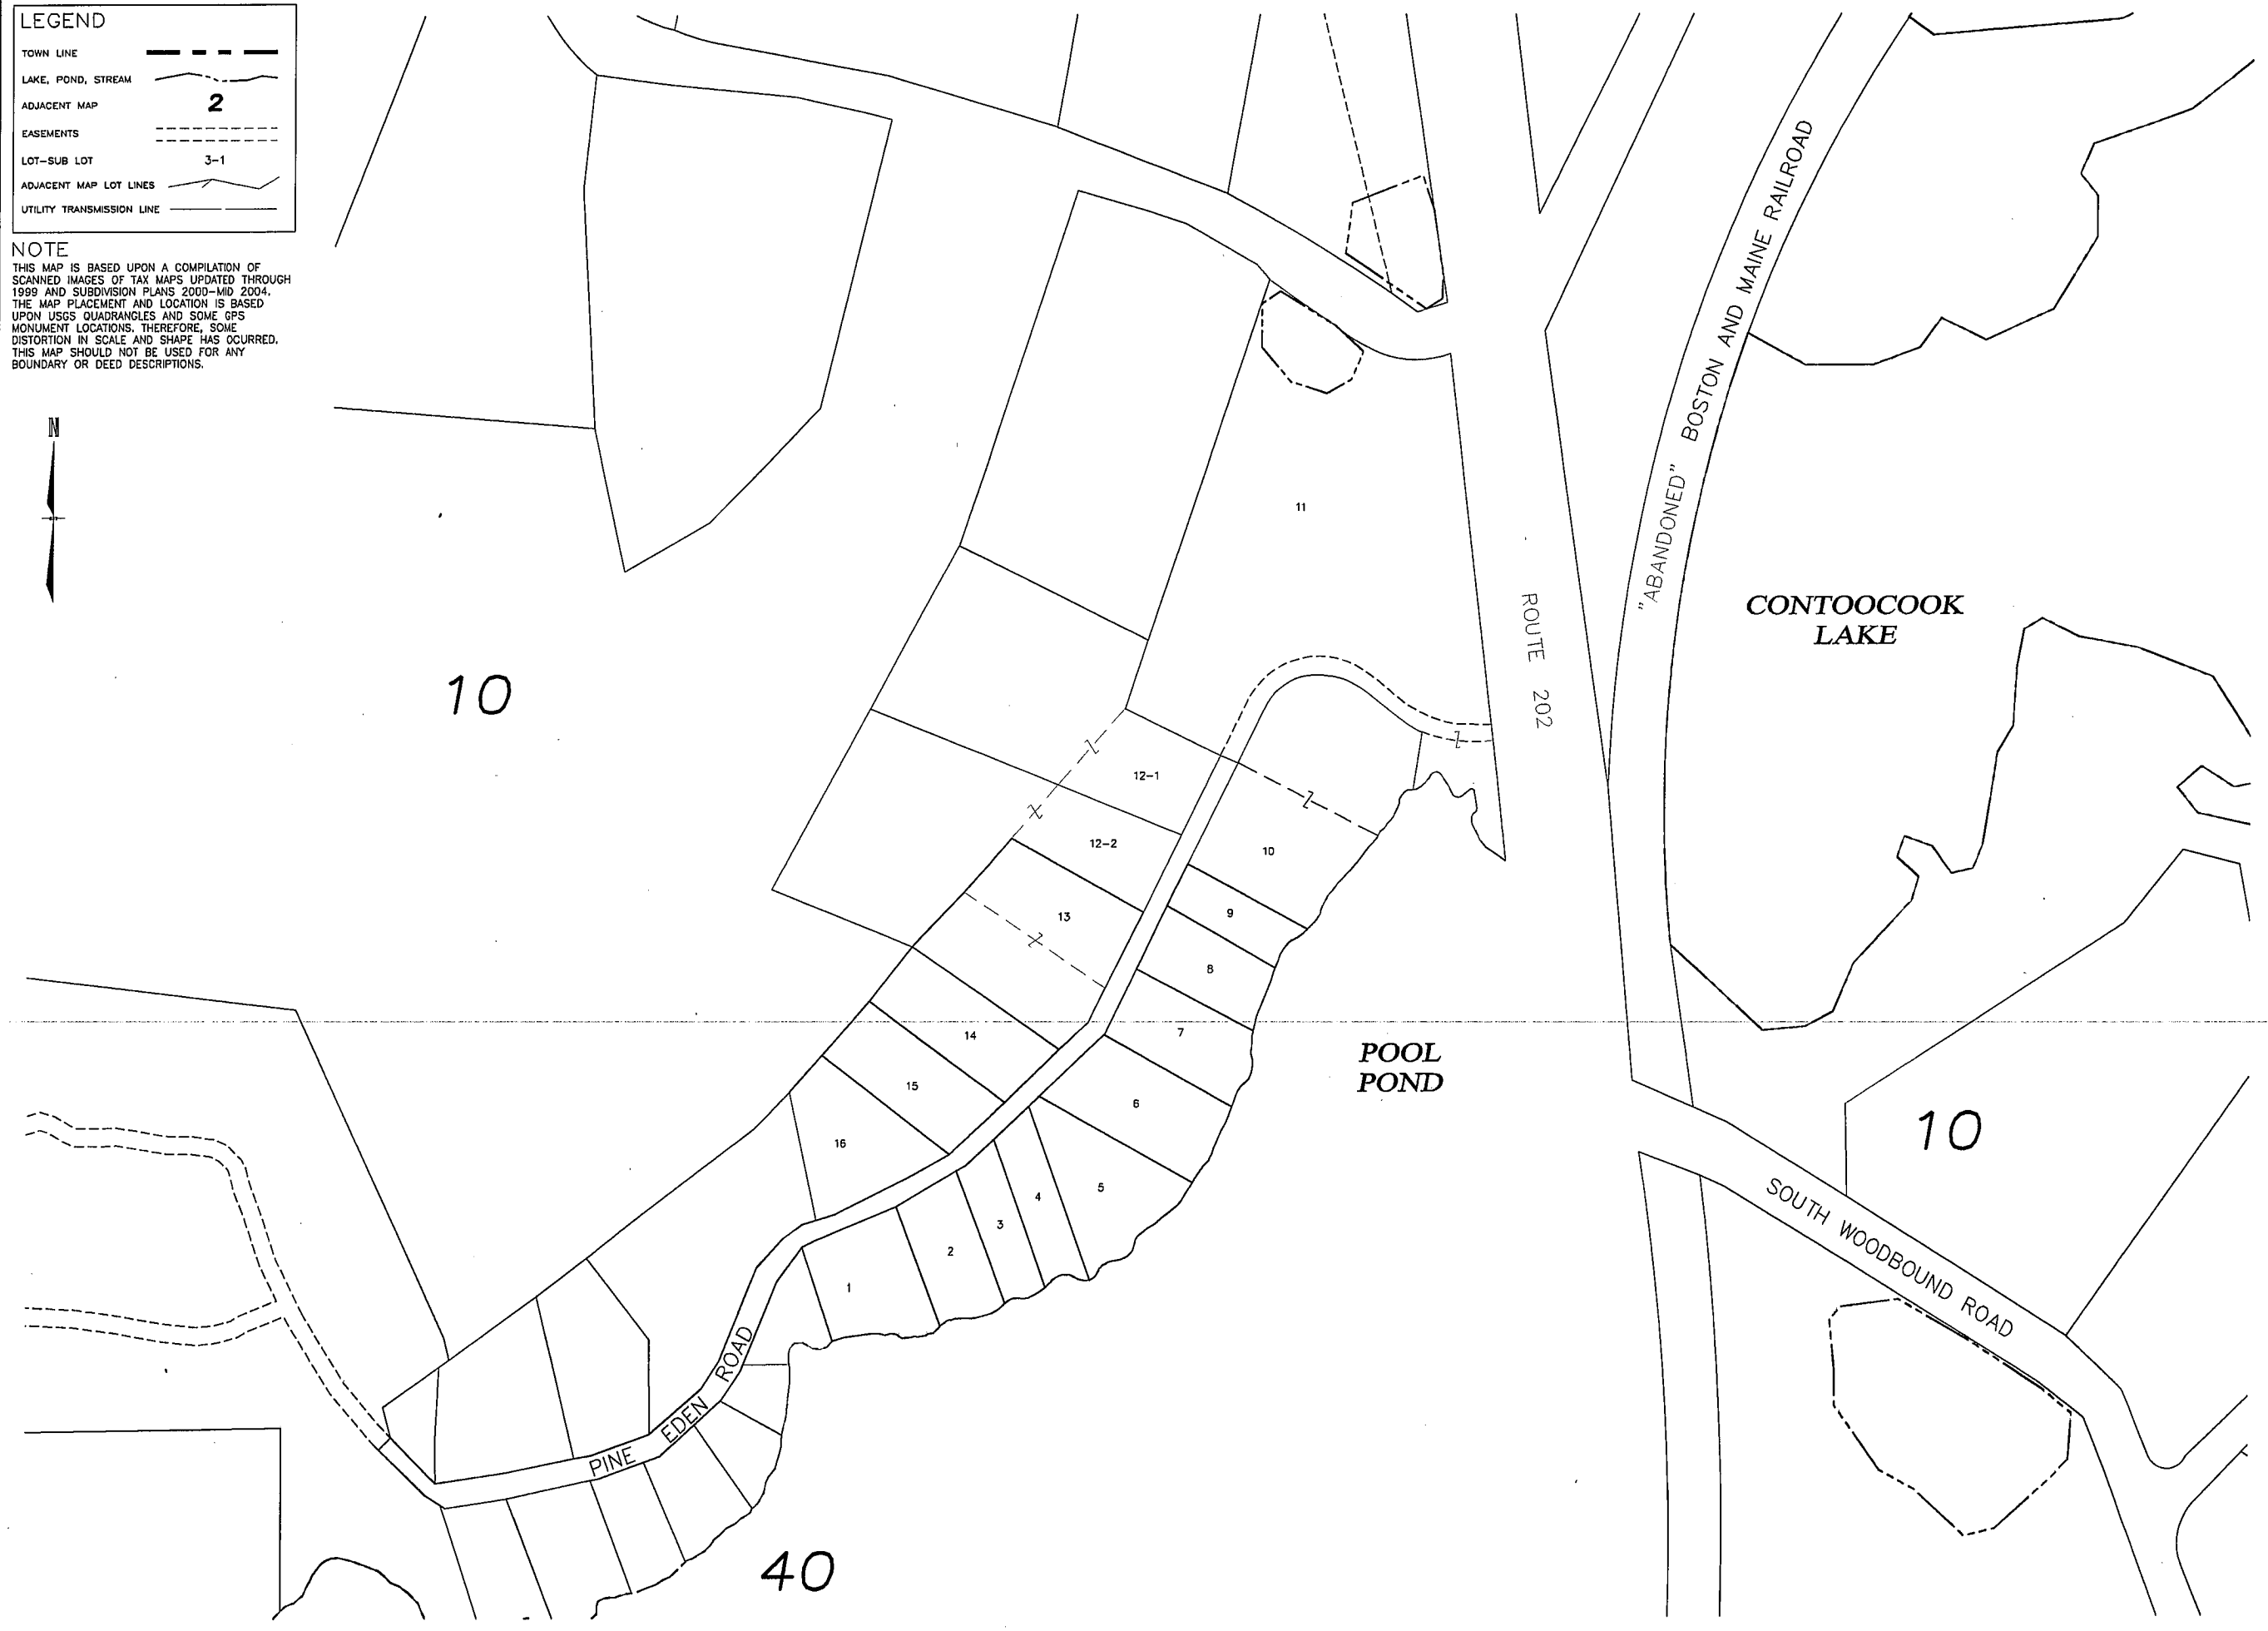 LEGEND
TOWN LINE
LAKE, POND, STREAM
ADJACENT MAP 2
EASEMENTS
LOT-SUB LOT 3-1
ADJACENT MAP LOT LINES
UTILITY TRANSMISSION LINE
NOTE
THIS MAP IS BASED UPON A COMPILATION OF
SCANNED IMAGES OF TAX MAPS UPDATED THROUGH
1999 AND SUBDIVISION PLANS 2000-MID 2004.
THE MAP PLACEMENT AND LOCATION IS BASED
UPON USGS QUADRANGLES AND SOME GPS
MONUMENT LOCATIONS. THEREFORE, SOME
DISTORTION IN SCALE AND SHAPE HAS OCURRED.
THIS MAP SHOULD NOT BE USED FOR ANY
BOUNDARY OR DEED DESCRIPTIONS.
N
"ABANDONED" BOSTON AND MAINE RAILROAD
11
ROUTE 202
CONTOOCOOK
LAKE
10
12-1
12-2
10
13
9
8
14
7
POOL
POND
15
6
10
16
5
4
SOUTH WOODBOUND ROAD
3
2
1
PINE EDEN ROAD
40